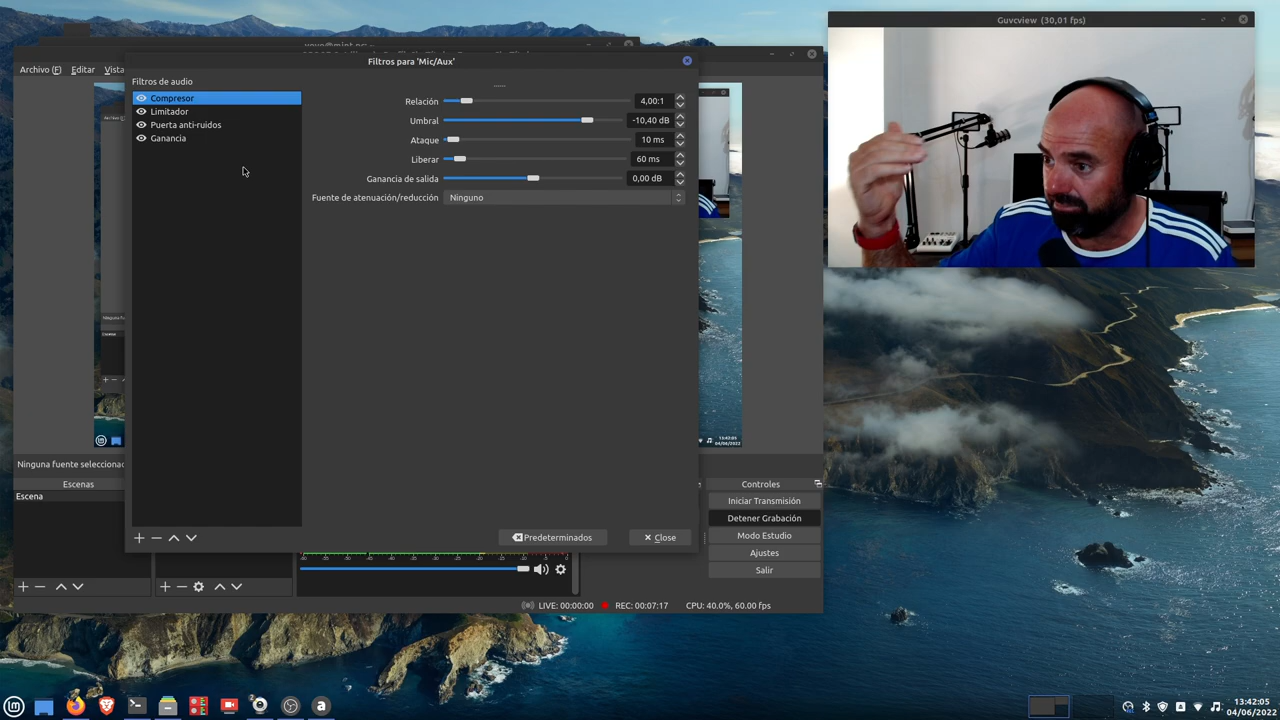 Guvcview (30,01 fps)
Archivo (F) Editar Vista
Filtros para 'Mic/Aux'
Filtros de audio
Compresor
Limitador
Puerta anti-ruidos
Ganancia
Relación 4,00:1
Umbral -10,40 dB
Ataque 10 ms
Liberar 60 ms
Ganancia de salida 0,00 dB
Fuente de atenuación/reducción Ninguno
Predeterminados Close
Ninguna fuente seleccionad
Escenas
Escena
Controles
Iniciar Transmisión
Detener Grabación
Modo Estudio
Ajustes
Salir
LIVE: 00:00:00 REC: 00:07:17 CPU: 40.0%, 60.00 fps
13:42:05
04/06/2022